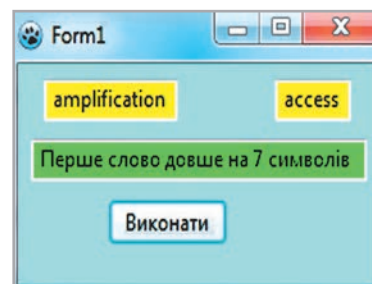 Form1
amplification access
Перше слово довше на 7 символів
Виконати